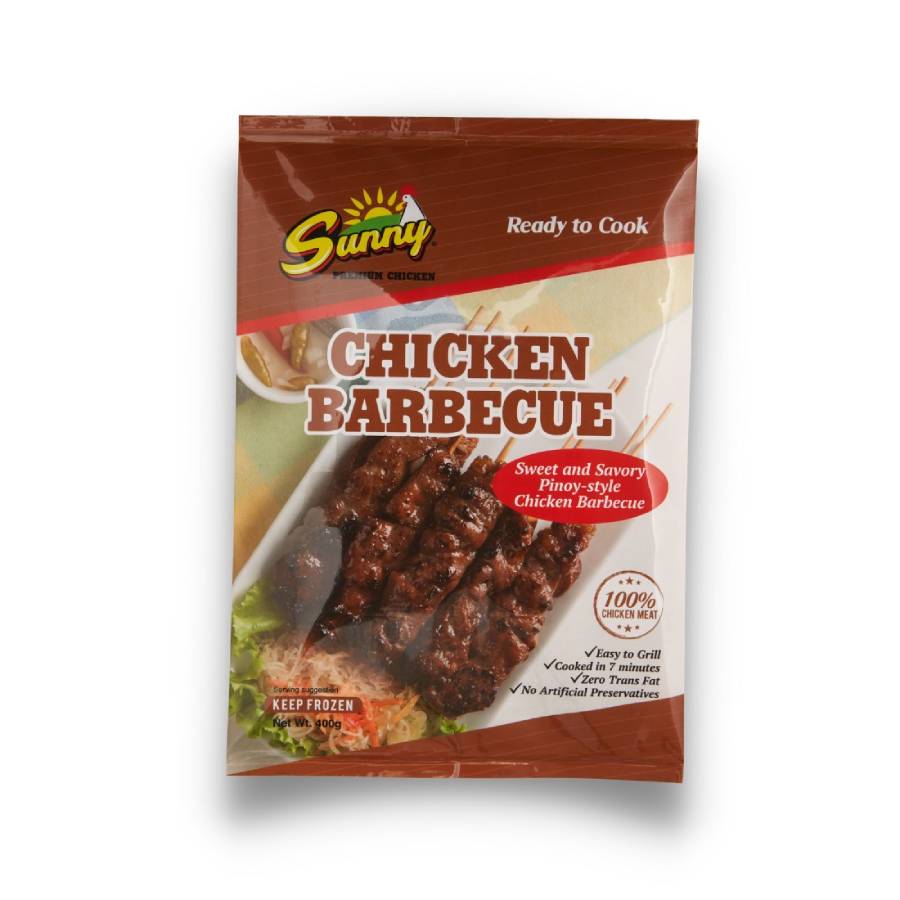 Sunny
PREMIUM CHICKEN
Ready to Cook
CHICKEN
BARBECUE
Sweet and Savory
Pinoy-style
Chicken Barbecue
100%
CHICKEN MEAT
✓Easy to Grill
✓Cooked in 7 minutes
✓Zero Trans Fat
✓No Artificial Preservatives
Serving suggestion
KEEP FROZEN
Net Wt. 400g